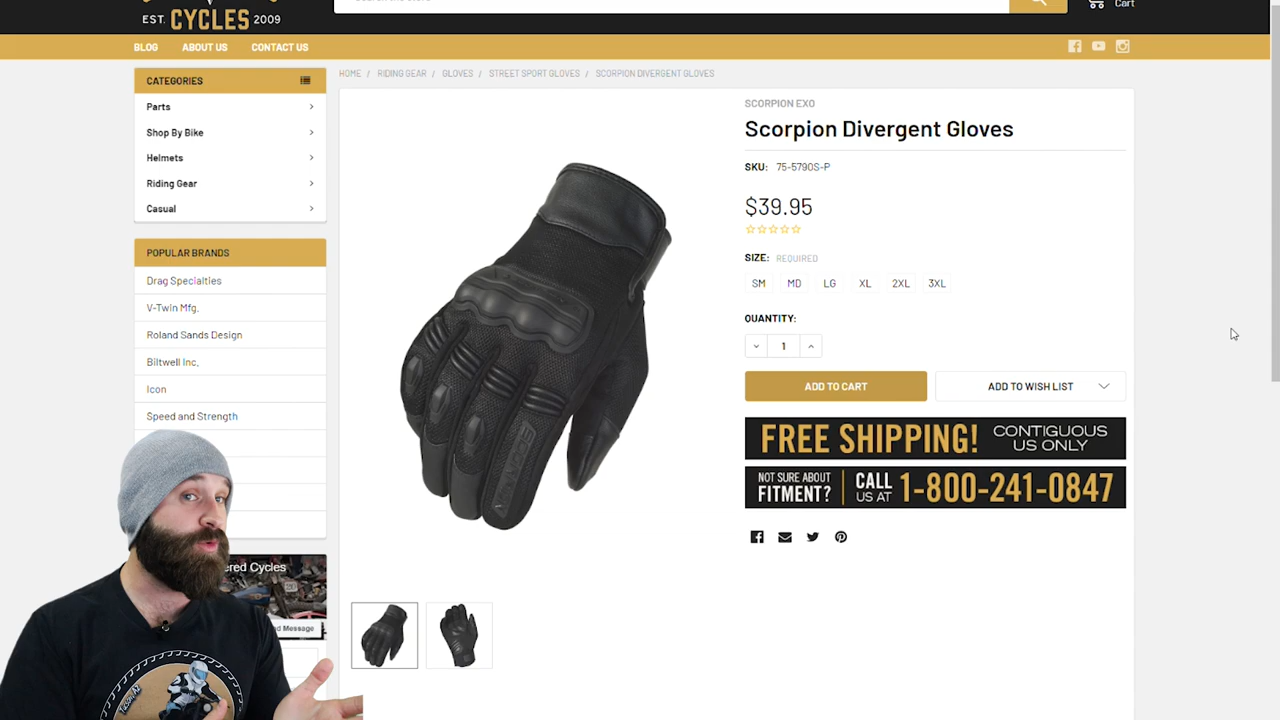 EST. CYCLES 2009
Cart
BLOG ABOUT US CONTACT US
CATEGORIES
Parts
Shop By Bike
Helmets
Riding Gear
Casual
POPULAR BRANDS
Drag Specialties
V-Twin Mfg.
Roland Sands Design
Biltwell Inc.
Icon
Speed and Strength
ered Cycles
d Message
HOME / RIDING GEAR / GLOVES / STREET SPORT GLOVES / SCORPION DIVERGENT GLOVES
SCORPION EXO
Scorpion Divergent Gloves
SKU: 75-5790S-P
$39.95
SIZE: REQUIRED
SM MD LG XL 2XL 3XL
QUANTITY:
1
ADD TO CART
ADD TO WISH LIST
FREE SHIPPING! CONTIGUOUS
US ONLY
NOT SURE ABOUT
FITMENT?
CALL
US AT
1-800-241-0847